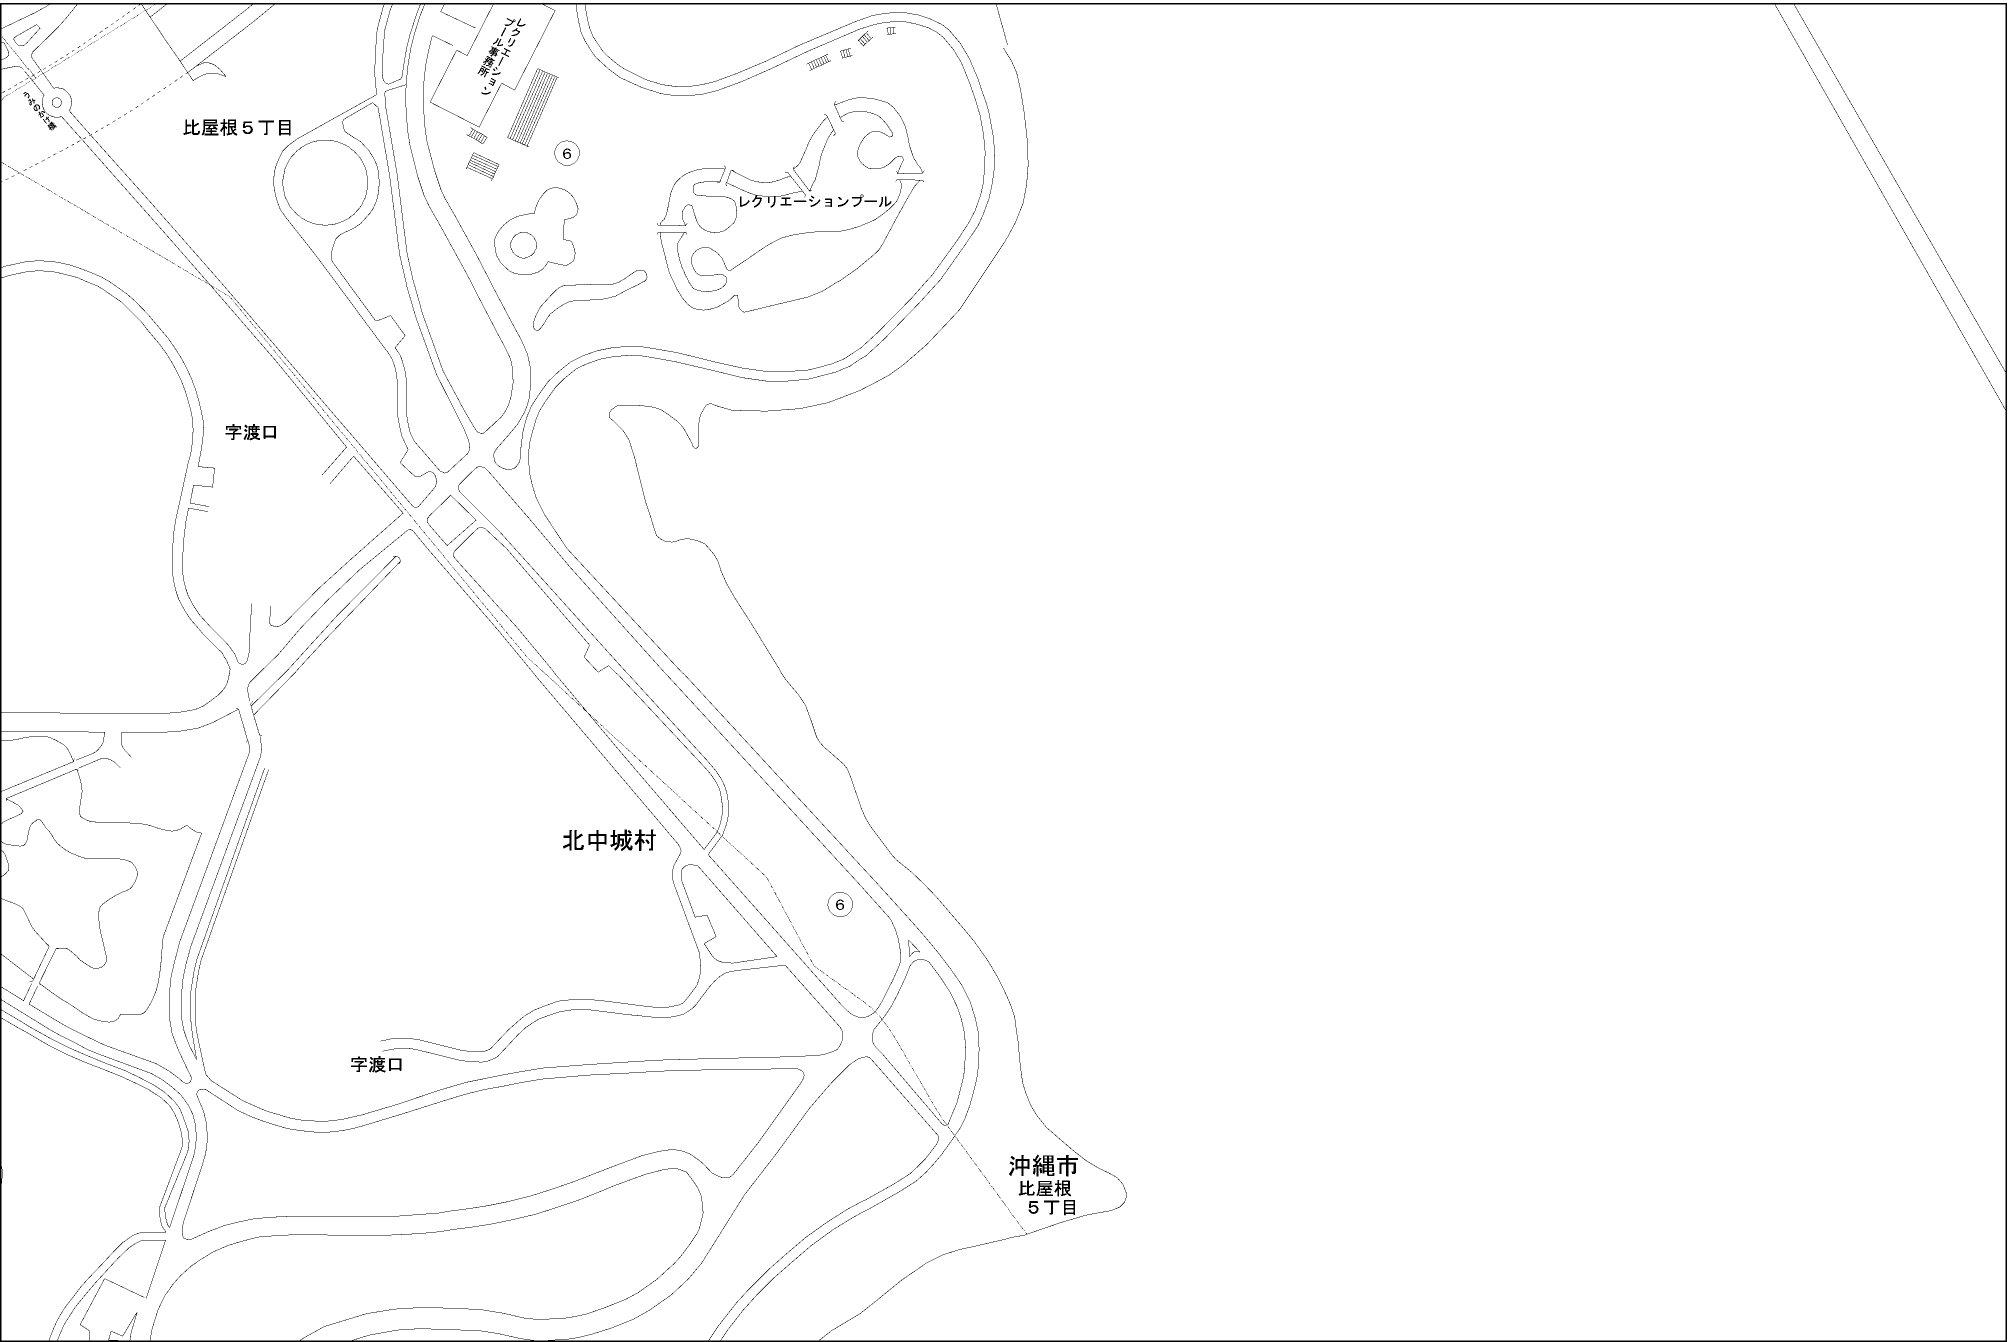 レクリエーション
プール事務所
比屋根５丁目
6
レクリエーションプール
字渡口
北中城村
6
字渡口
沖縄市
比屋根
５丁目